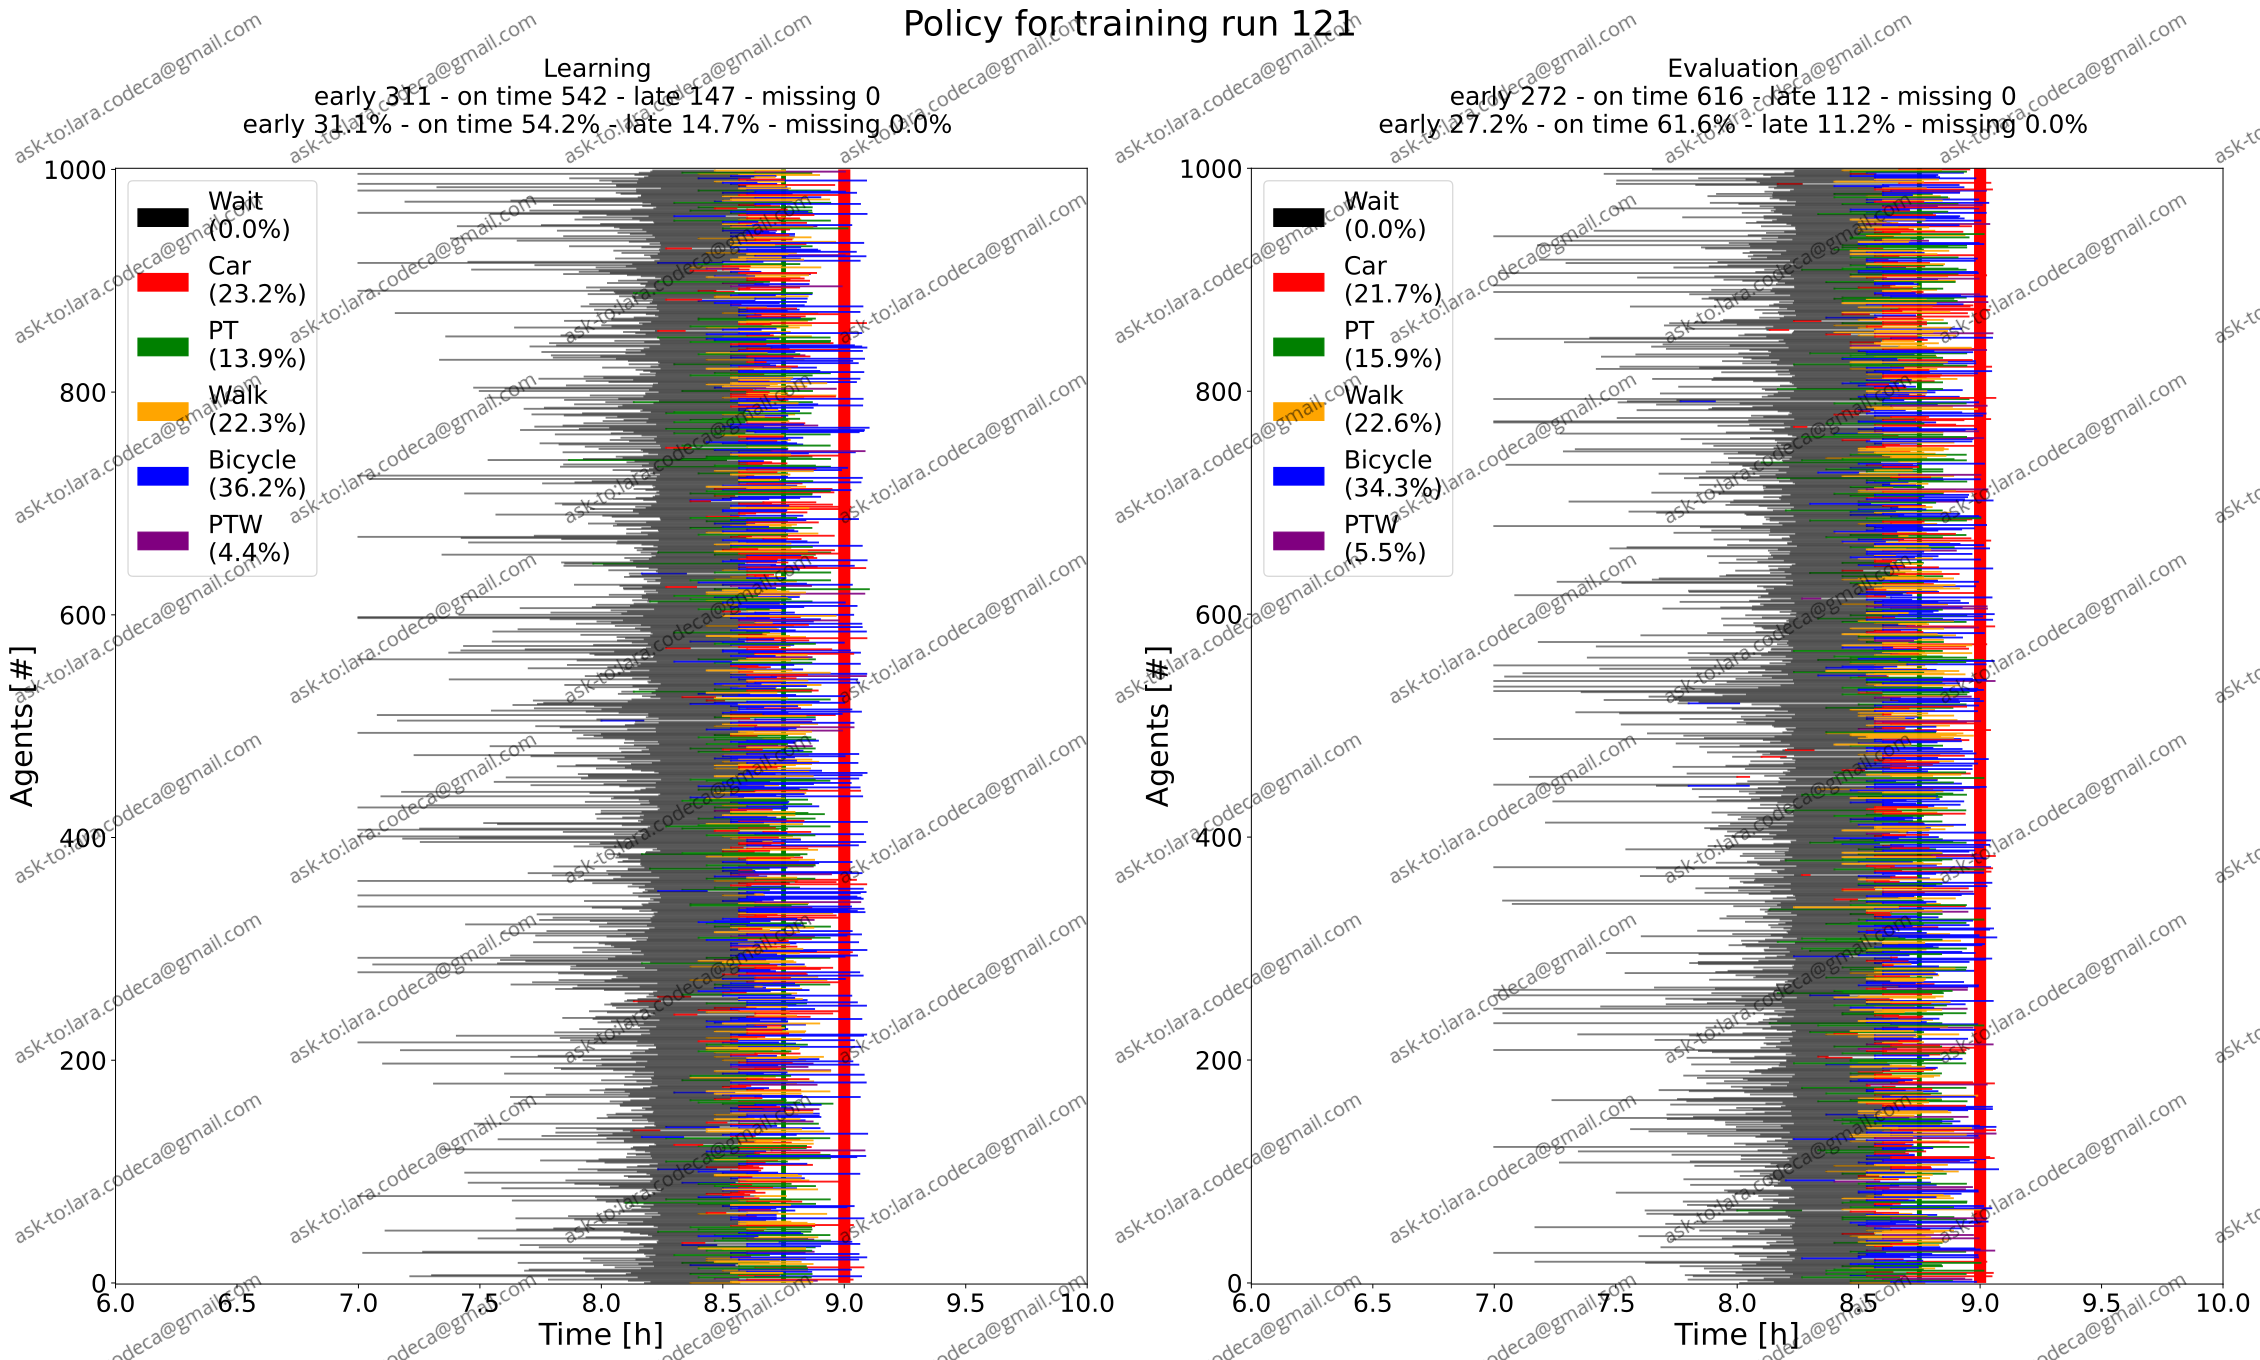 Policy for training run 121
Learning
early 311 - on time 542 - late 147 - missing 0
early 31.1% - on time 54.2% - late 14.7% - missing 0.0%
1000
800
600
400
200
0
Agents [#]
Wait
(0.0%)
Car
(23.2%)
PT
(13.9%)
Walk
(22.3%)
Bicycle
(36.2%)
PTW
(4.4%)
6.0 6.5 7.0 7.5 8.0 8.5 9.0 9.5 10.0
Time [h]
Evaluation
early 272 - on time 616 - late 112 - missing 0
early 27.2% - on time 61.6% - late 11.2% - missing 0.0%
1000
800
600
400
200
0
Agents [#]
Wait
(0.0%)
Car
(21.7%)
PT
(15.9%)
Walk
(22.6%)
Bicycle
(34.3%)
PTW
(5.5%)
6.0 6.5 7.0 7.5 8.0 8.5 9.0 9.5 10.0
Time [h]
ask-to:lara.codeca@gmail.com